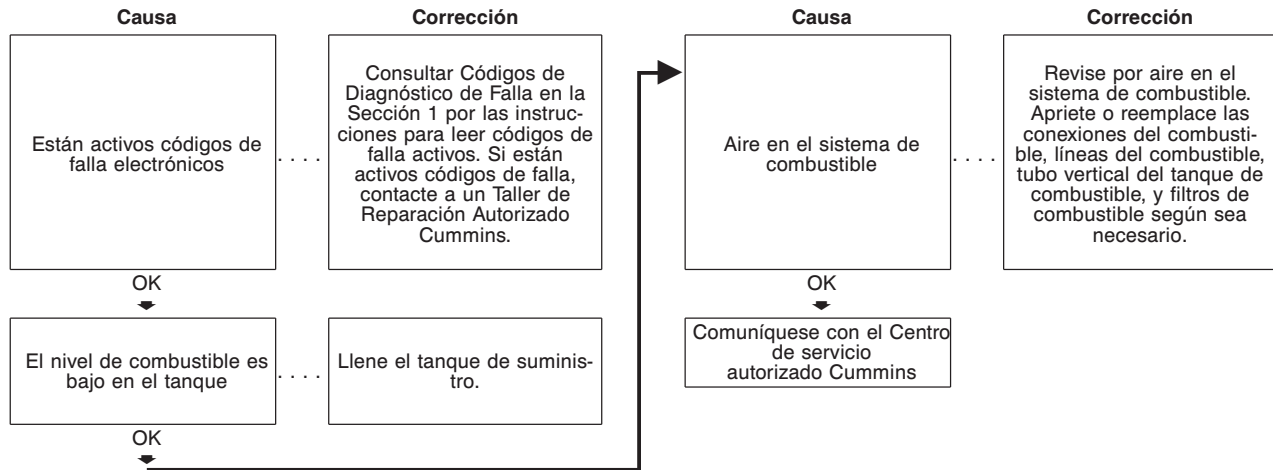 Causa
Corrección
Están activos códigos de
falla electrónicos
. . . .
Consultar Códigos de
Diagnóstico de Falla en la
Sección 1 por las instruc-
ciones para leer códigos de
falla activos. Si están
activos códigos de falla,
contacte a un Taller de
Reparación Autorizado
Cummins.
OK
El nivel de combustible es
bajo en el tanque
. . . .
Llene el tanque de suminis-
tro.
OK
Causa
Corrección
Aire en el sistema de
combustible
. . . .
Revise por aire en el
sistema de combustible.
Apriete o reemplace las
conexiones del combusti-
ble, líneas del combustible,
tubo vertical del tanque de
combustible, y filtros de
combustible según sea
necesario.
OK
Comuníquese con el Centro
de servicio
autorizado Cummins